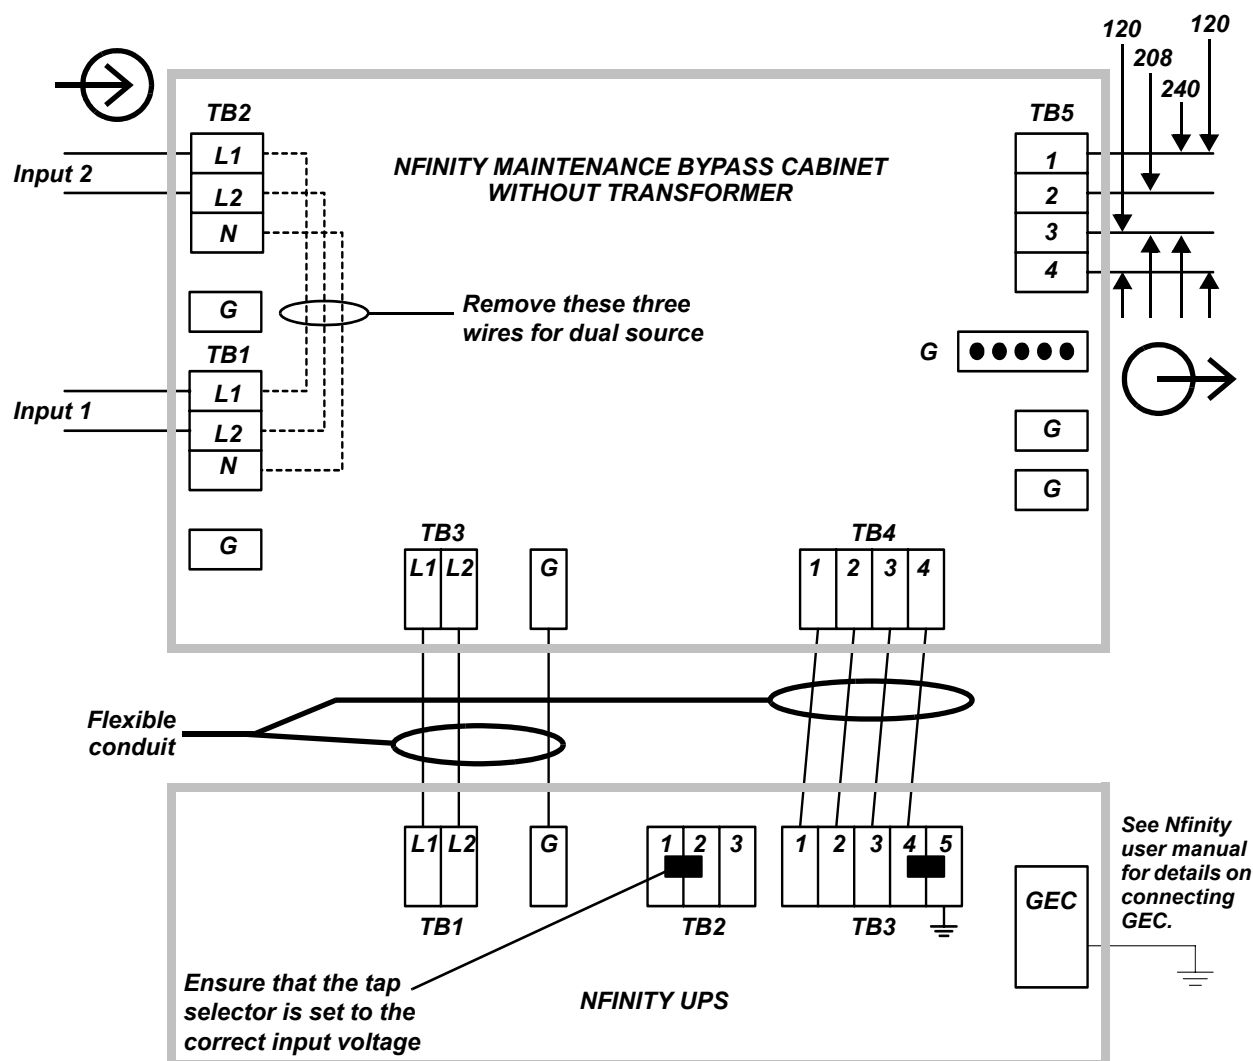 120
120
208
240
TB2
TB5
L1
L2
N
Input 2
NFINITY MAINTENANCE BYPASS CABINET
WITHOUT TRANSFORMER
1
2
3
4
G
Remove these three
wires for dual source
TB1
L1
L2
N
Input 1
G
G
G
G
TB3
L1 L2
G
TB4
1 2 3 4
Flexible
conduit
L1 L2
TB1
G
1 2 3
TB2
1 2 3 4 5
TB3
GEC
See Nfinity
user manual
for details on
connecting
GEC.
Ensure that the tap
selector is set to the
correct input voltage
NFINITY UPS